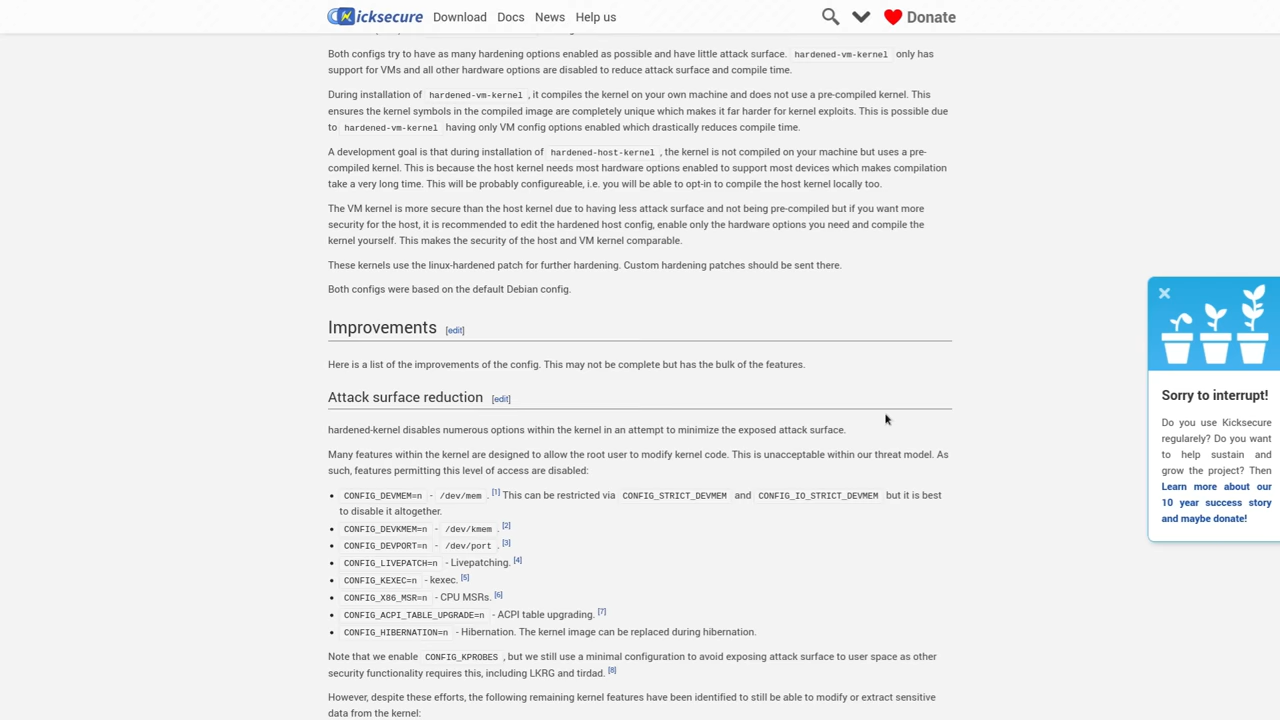 Kicksecure Download Docs News Help us Donate
Both configs try to have as many hardening options enabled as possible and have little attack surface. hardened-vm-kernel only has
support for VMs and all other hardware options are disabled to reduce attack surface and compile time.
During installation of hardened-vm-kernel , it compiles the kernel on your own machine and does not use a pre-compiled kernel. This
ensures the kernel symbols in the compiled image are completely unique which makes it far harder for kernel exploits. This is possible due
to hardened-vm-kernel having only VM config options enabled which drastically reduces compile time.
A development goal is that during installation of hardened-host-kernel , the kernel is not compiled on your machine but uses a pre-
compiled kernel. This is because the host kernel needs most hardware options enabled to support most devices which makes compilation
take a very long time. This will be probably configureable, i.e. you will be able to opt-in to compile the host kernel locally too.
The VM kernel is more secure than the host kernel due to having less attack surface and not being pre-compiled but if you want more
security for the host, it is recommended to edit the hardened host config, enable only the hardware options you need and compile the
kernel yourself. This makes the security of the host and VM kernel comparable.
These kernels use the linux-hardened patch for further hardening. Custom hardening patches should be sent there.
Both configs were based on the default Debian config.
Improvements [edit]
Here is a list of the improvements of the config. This may not be complete but has the bulk of the features.
Attack surface reduction [edit]
hardened-kernel disables numerous options within the kernel in an attempt to minimize the exposed attack surface.
Many features within the kernel are designed to allow the root user to modify kernel code. This is unacceptable within our threat model. As
such, features permitting this level of access are disabled:
• CONFIG_DEVMEM=n - /dev/mem . [1] This can be restricted via CONFIG_STRICT_DEVMEM and CONFIG_IO_STRICT_DEVMEM but it is best
to disable it altogether.
• CONFIG_DEVKMEM=n - /dev/kmem . [2]
• CONFIG_DEVPORT=n - /dev/port . [3]
• CONFIG_LIVEPATCH=n - Livepatching. [4]
• CONFIG_KEXEC=n - kexec. [5]
• CONFIG_X86_MSR=n - CPU MSRs. [6]
• CONFIG_ACPI_TABLE_UPGRADE=n - ACPI table upgrading. [7]
• CONFIG_HIBERNATION=n - Hibernation. The kernel image can be replaced during hibernation.
Note that we enable CONFIG_KPROBES , but we still use a minimal configuration to avoid exposing attack surface to user space as other
security functionality requires this, including LKRG and tirdad. [8]
However, despite these efforts, the following remaining kernel features have been identified to still be able to modify or extract sensitive
data from the kernel:
Sorry to interrupt!
Do you use Kicksecure
regularly? Do you want
to help sustain and
grow the project? Then
Learn more about our
10 year success story
and maybe donate!